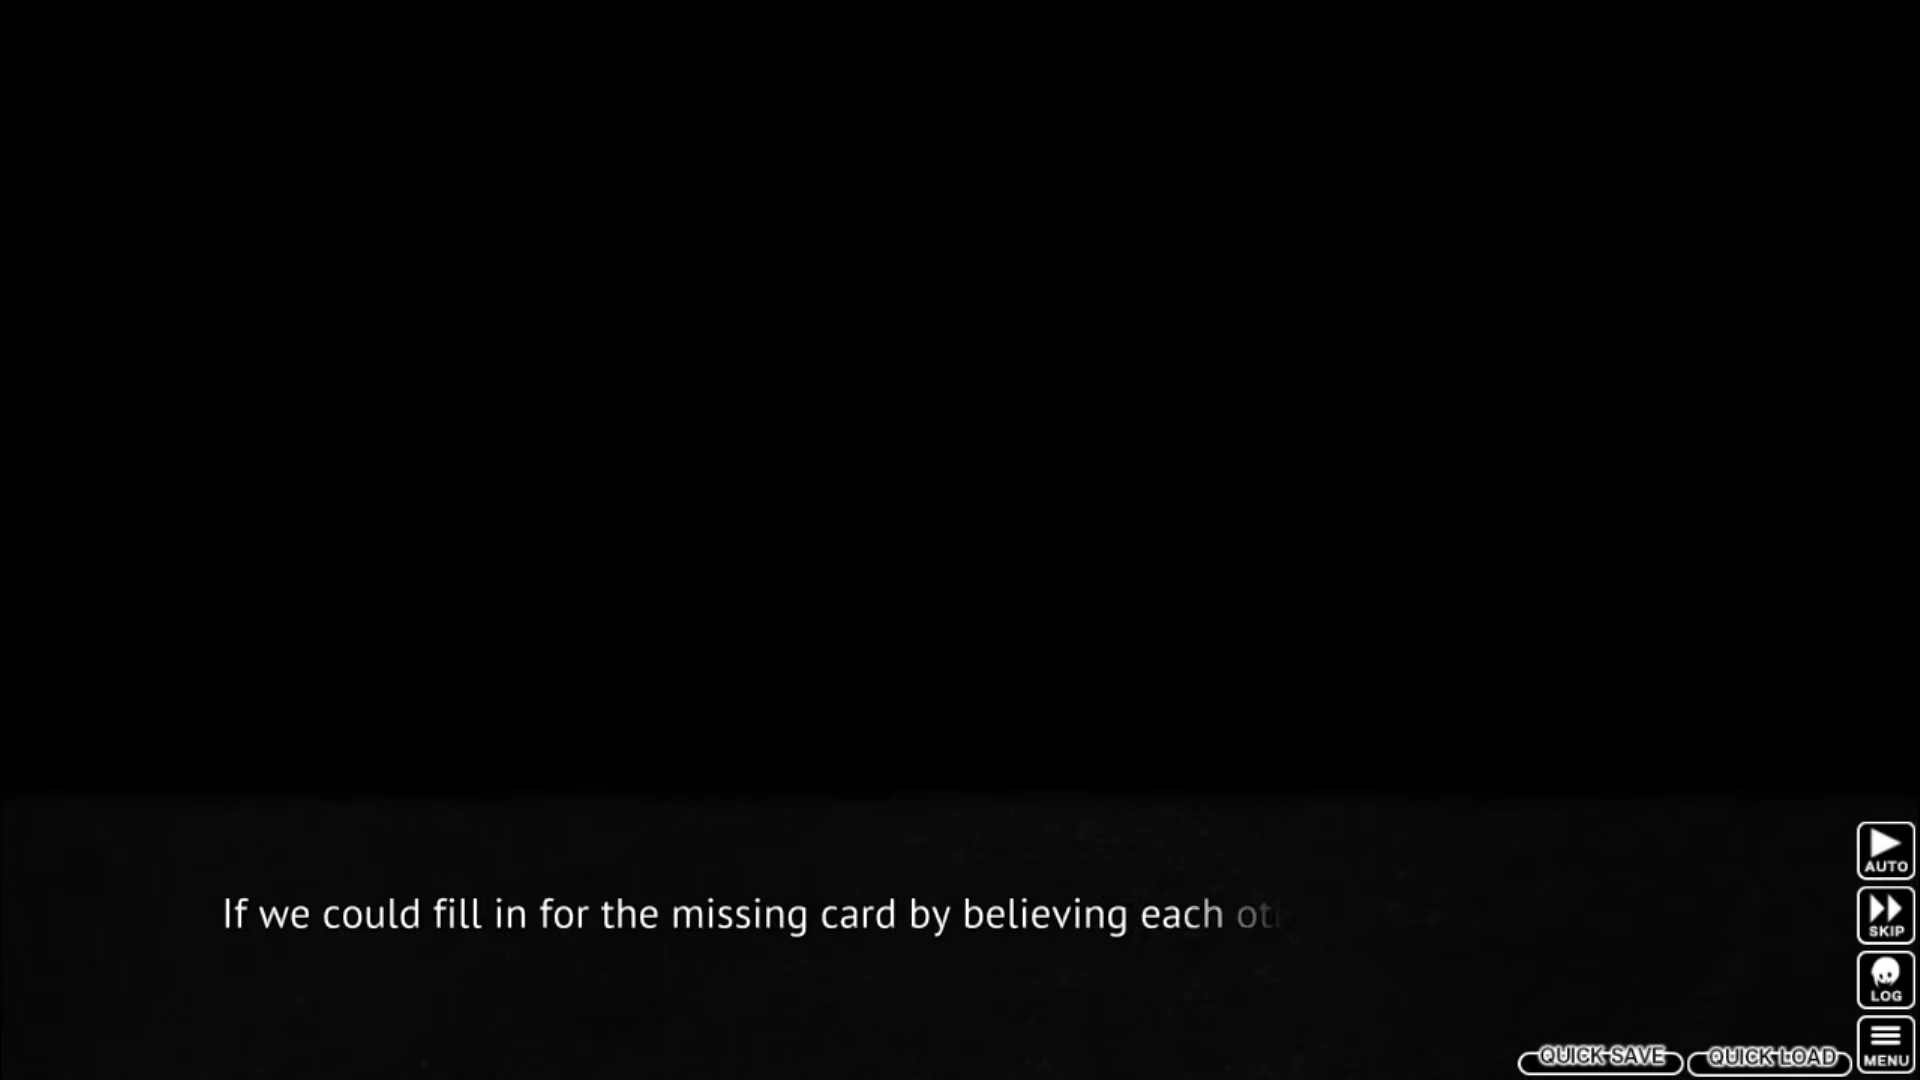 If we could fill in for the missing card by believing each
AUTO
SKIP
LOG
MENU
QUICK SAVE
QUICK LOAD